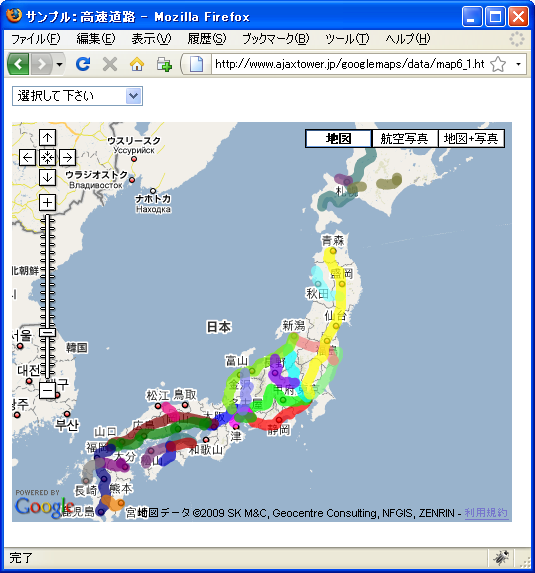 サンプル：高速道路 - Mozilla Firefox
ファイル(F) 編集(E) 表示(V) 履歴(S) ブックマーク(B) ツール(T) ヘルプ(H)
http://www.ajaxtower.jp/googlemaps/data/map6_1.ht
選択して下さい
地図 航空写真 地図+写真
ウスリースク
Уссурийск
ウラジオストク
Владивосток
ナホトカ
Находка
札
青森
北朝鮮
盛岡
秋田
仙台
서울
日本
新潟
韓国
富山
長野
대전
金沢
甲府
구
松江 鳥取
名古屋
광주
大阪
静岡
부산
山口
広島
津
福岡
和歌山
大分
長崎
熊本
POWERED BY
Google
鹿児島
宮
地図データ ©2009 SK M&C, Geocentre Consulting, NFGIS, ZENRIN - 利用規約
完了